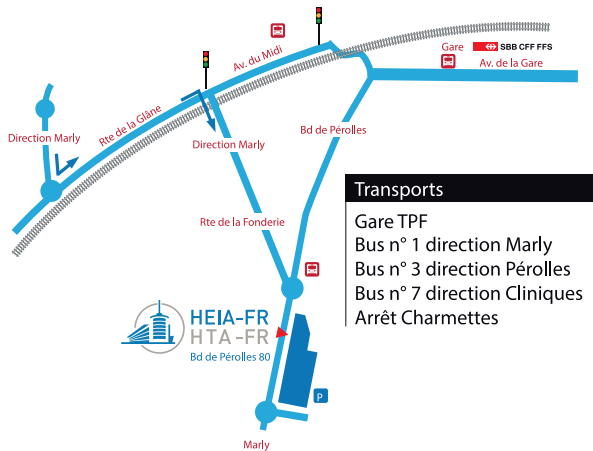 Gare SBB CFF FFS
Av. du Midi
Av. de la Gare
Rte de la Glâne
Bd de Pérolles
Direction Marly
Direction Marly
Transports
Gare TPF
Bus n° 1 direction Marly
Bus n° 3 direction Pérolles
Bus n° 7 direction Cliniques
Arrêt Charmettes
Rte de la Fonderie
HEIA-FR
HTA-FR
Bd de Pérolles 80
P
Marly